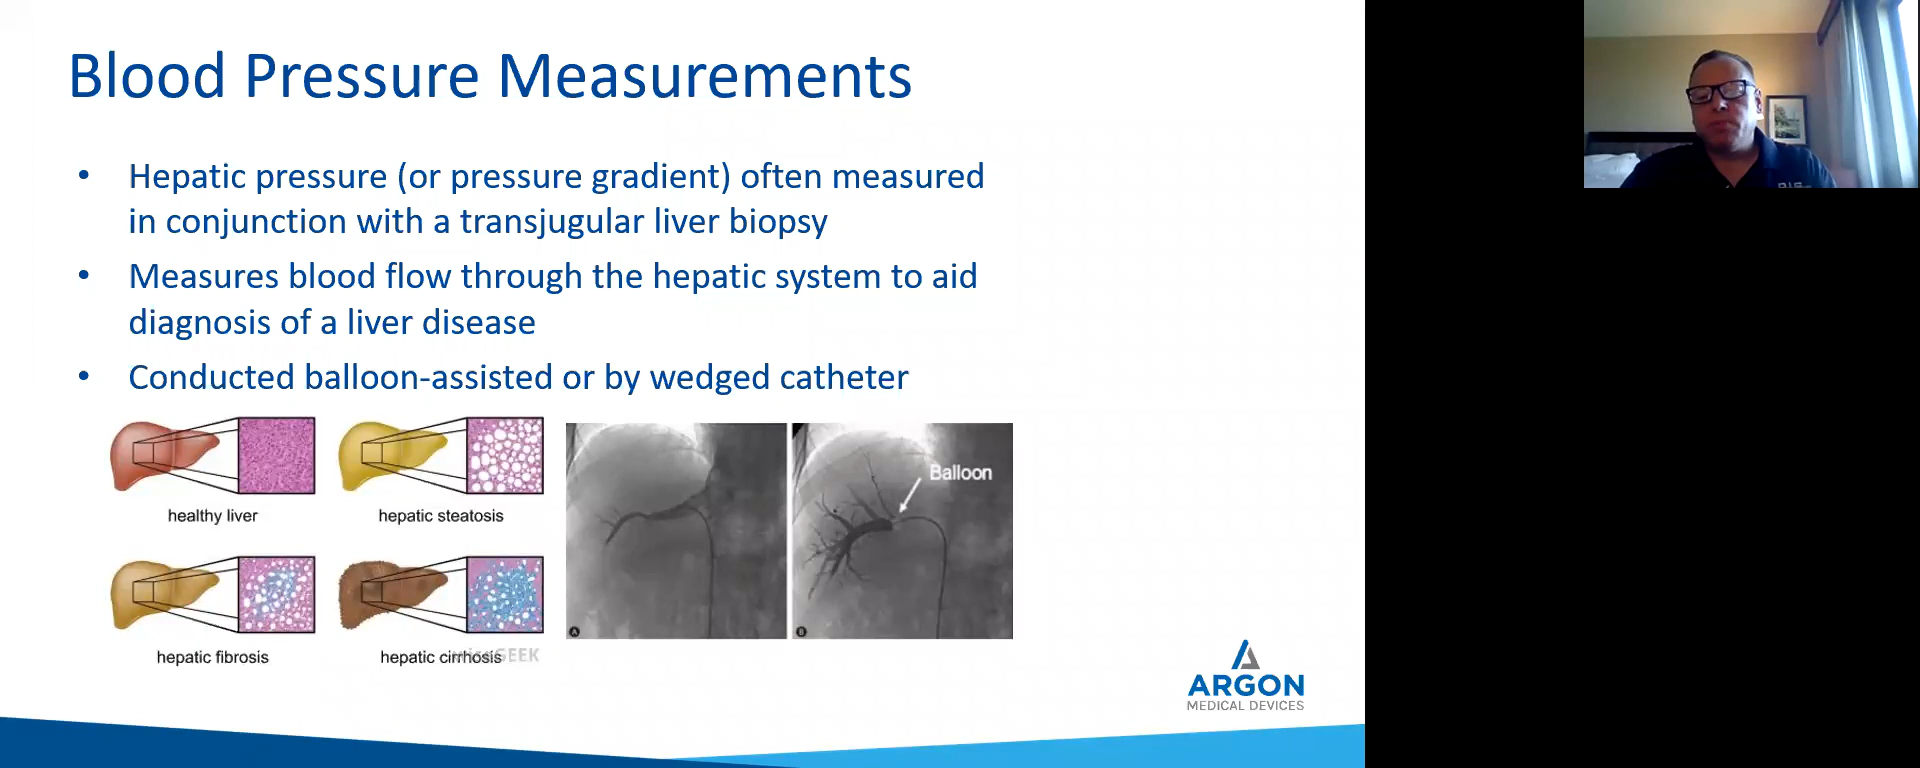 Blood Pressure Measurements
• Hepatic pressure (or pressure gradient) often measured
in conjunction with a transjugular liver biopsy
• Measures blood flow through the hepatic system to aid
diagnosis of a liver disease
• Conducted balloon-assisted or by wedged catheter
healthy liver
hepatic steatosis
hepatic fibrosis
hepatic cirrhosis
GEEK
Balloon
A
B
ARGON
MEDICAL DEVICES